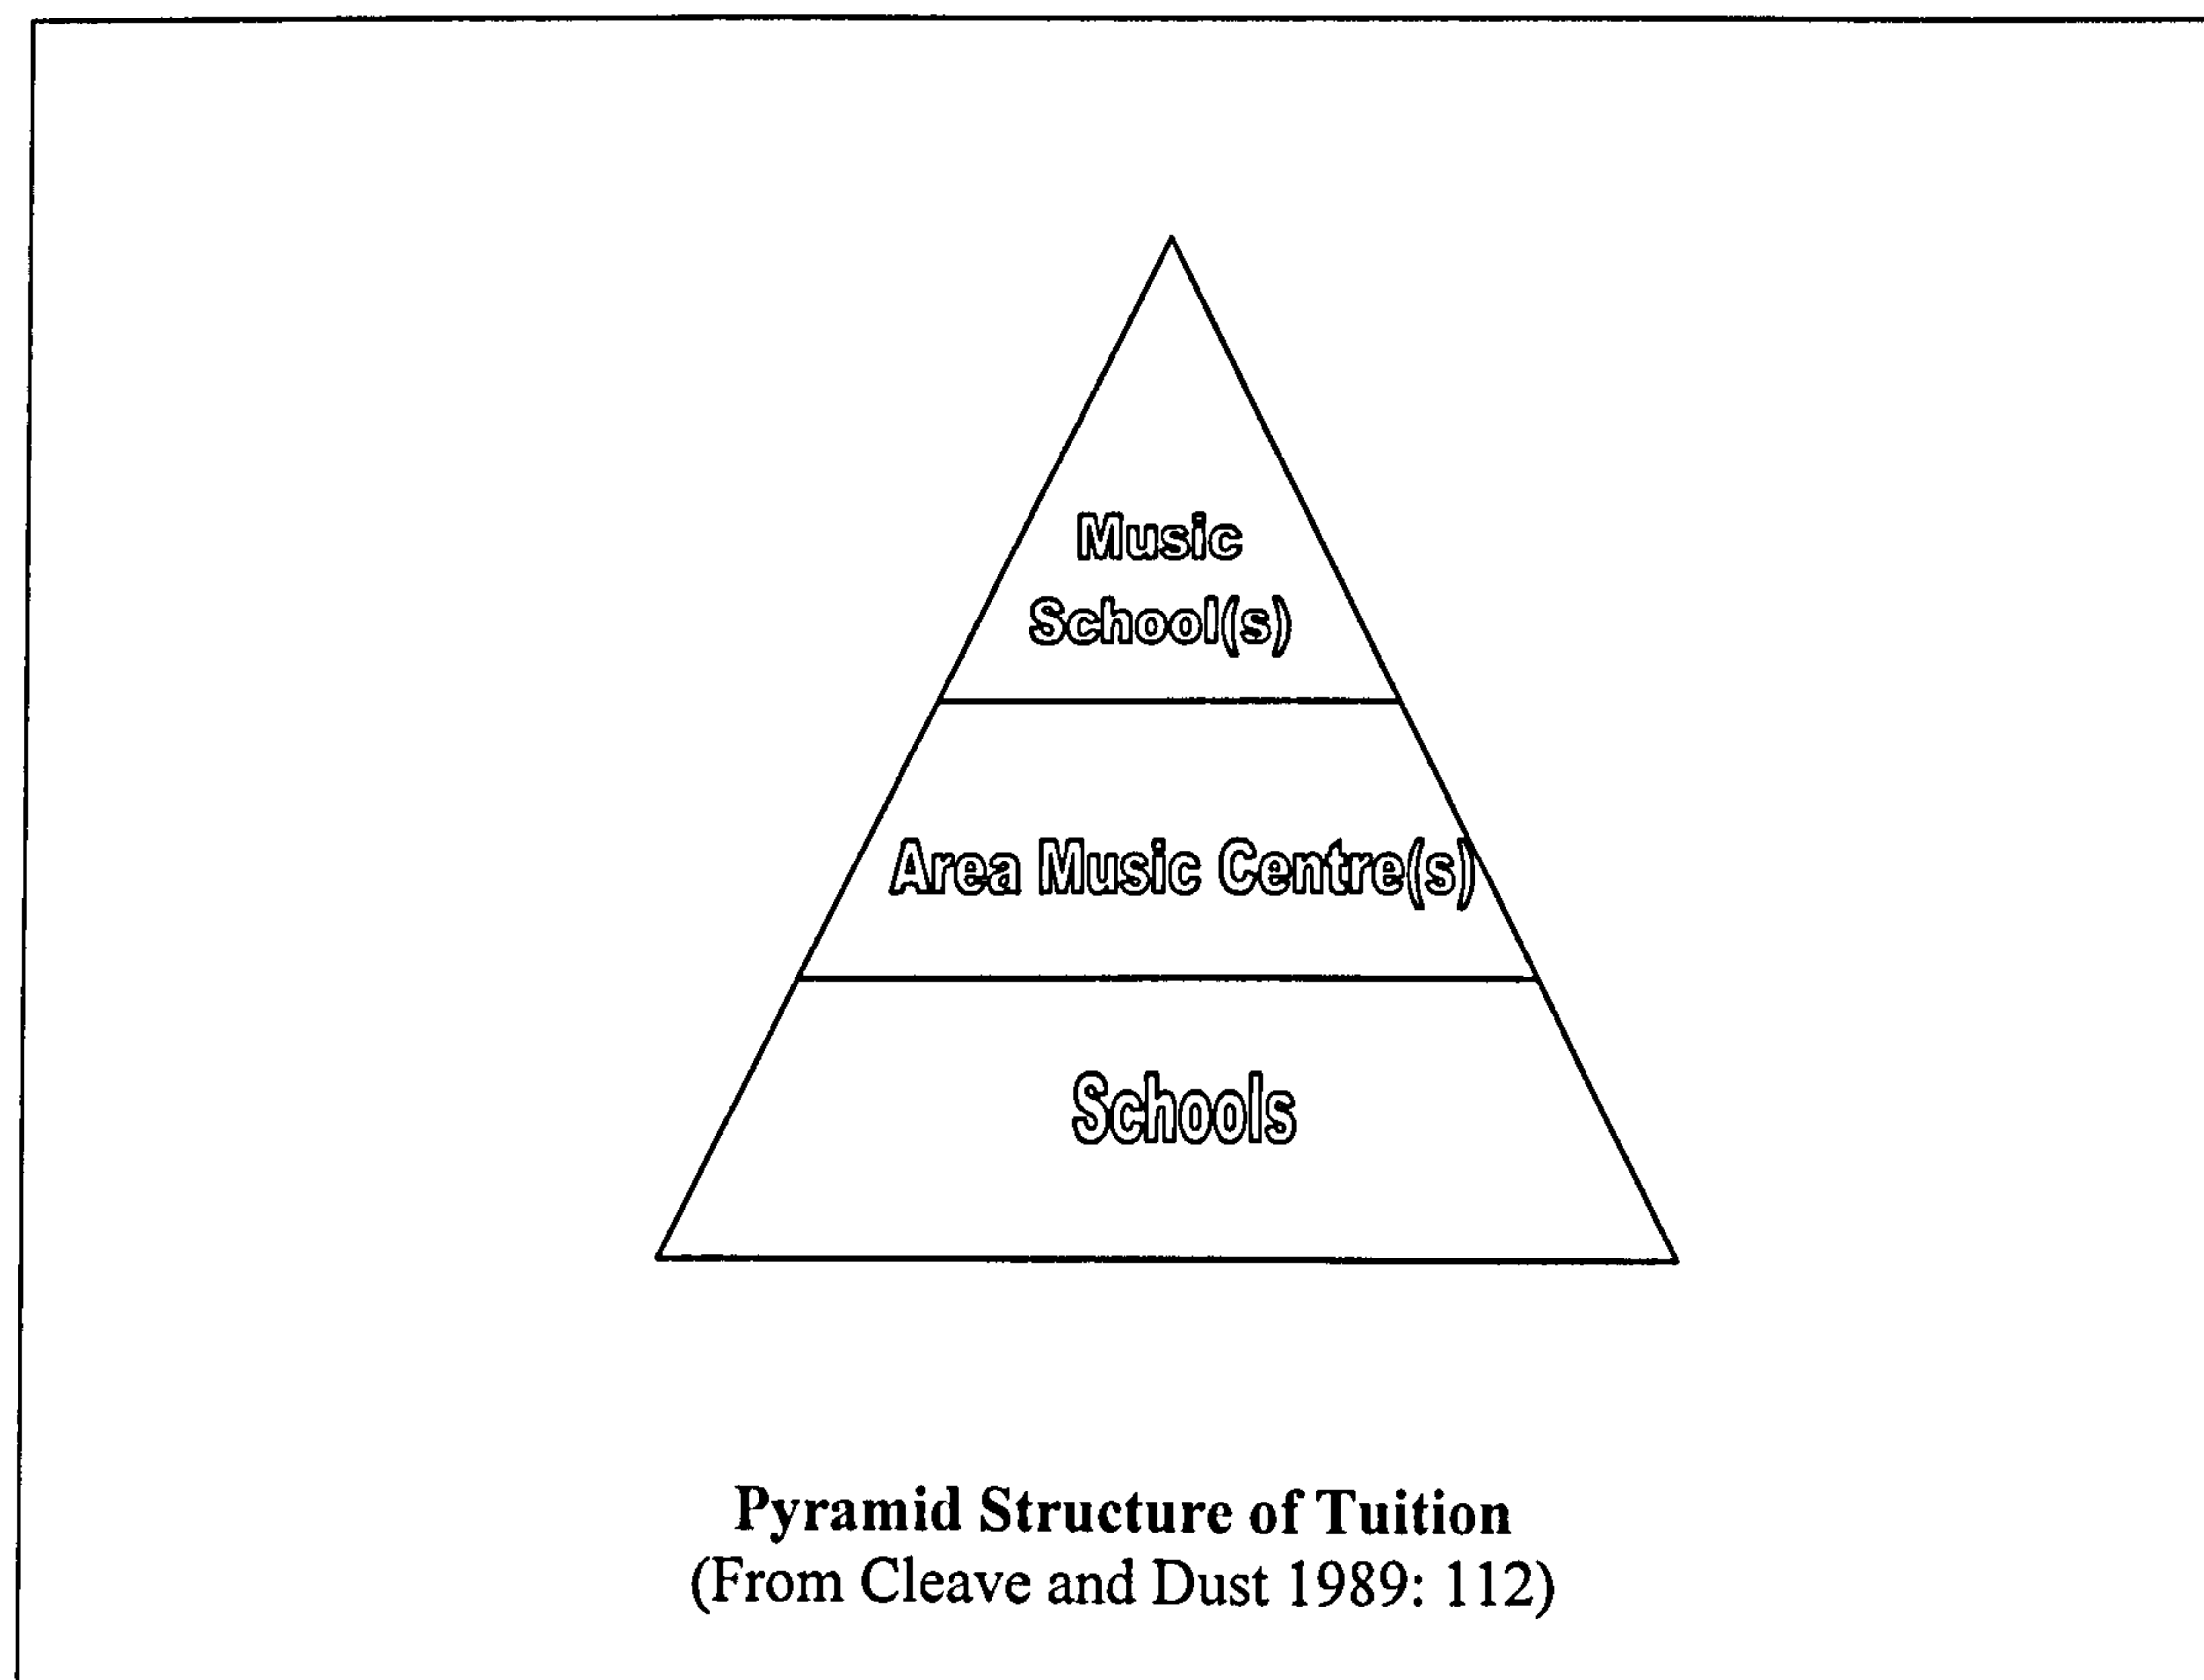 Music
School(s)
Area Music Centre(s)
Schools
Pyramid Structure of Tuition
(From Cleave and Dust 1989: 112)